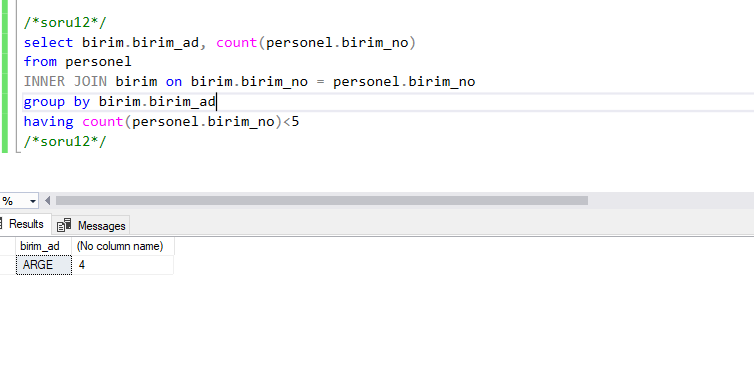 /*soru12*/
select birim.birim_ad, count(personel.birim_no)
from personel
INNER JOIN birim on birim.birim_no = personel.birim_no
group by birim.birim_ad
having count(personel.birim_no)<5
/*soru12*/
%
Results Messages
birim_ad (No column name)
ARGE 4